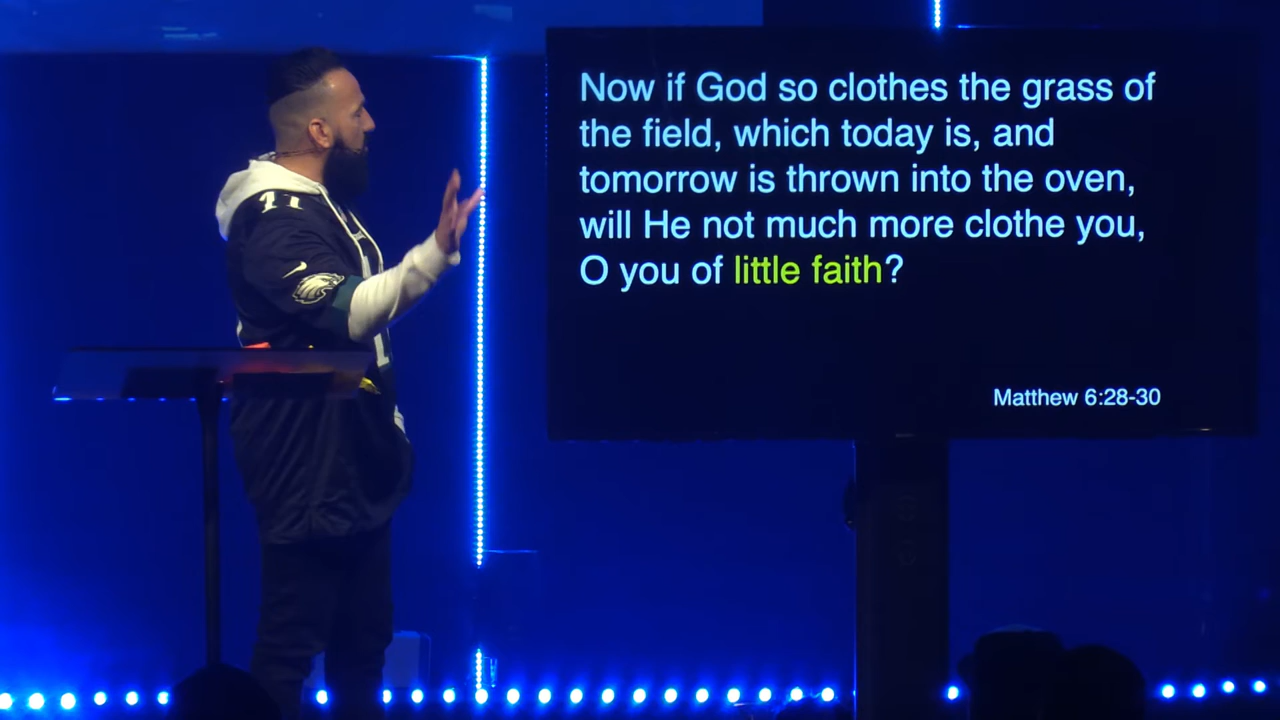 Now if God so clothes the grass of
the field, which today is, and
tomorrow is thrown into the oven,
will He not much more clothe you,
O you of little faith?
Matthew 6:28-30
11